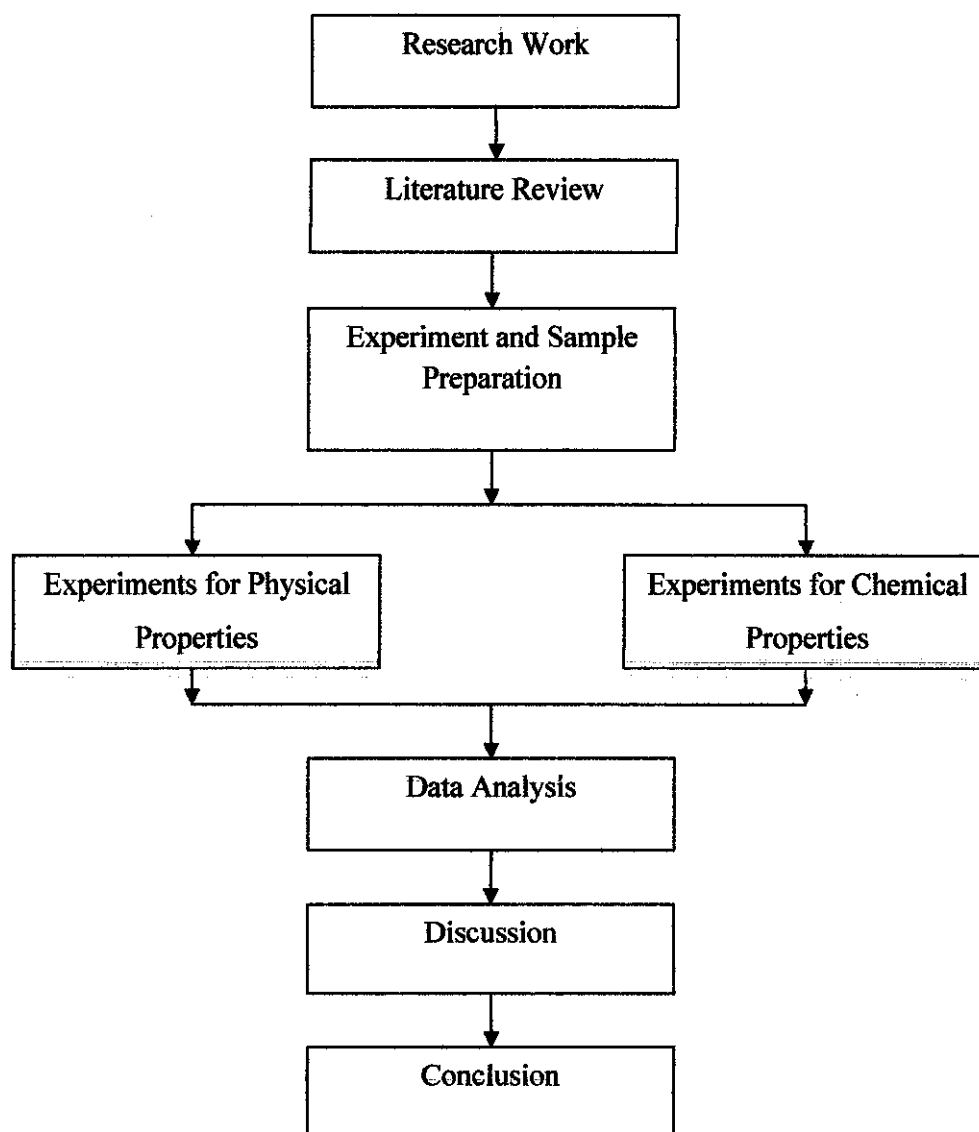 Research Work
Literature Review
Experiment and Sample
Preparation
Experiments for Physical
Properties
Experiments for Chemical
Properties
Data Analysis
Discussion
Conclusion